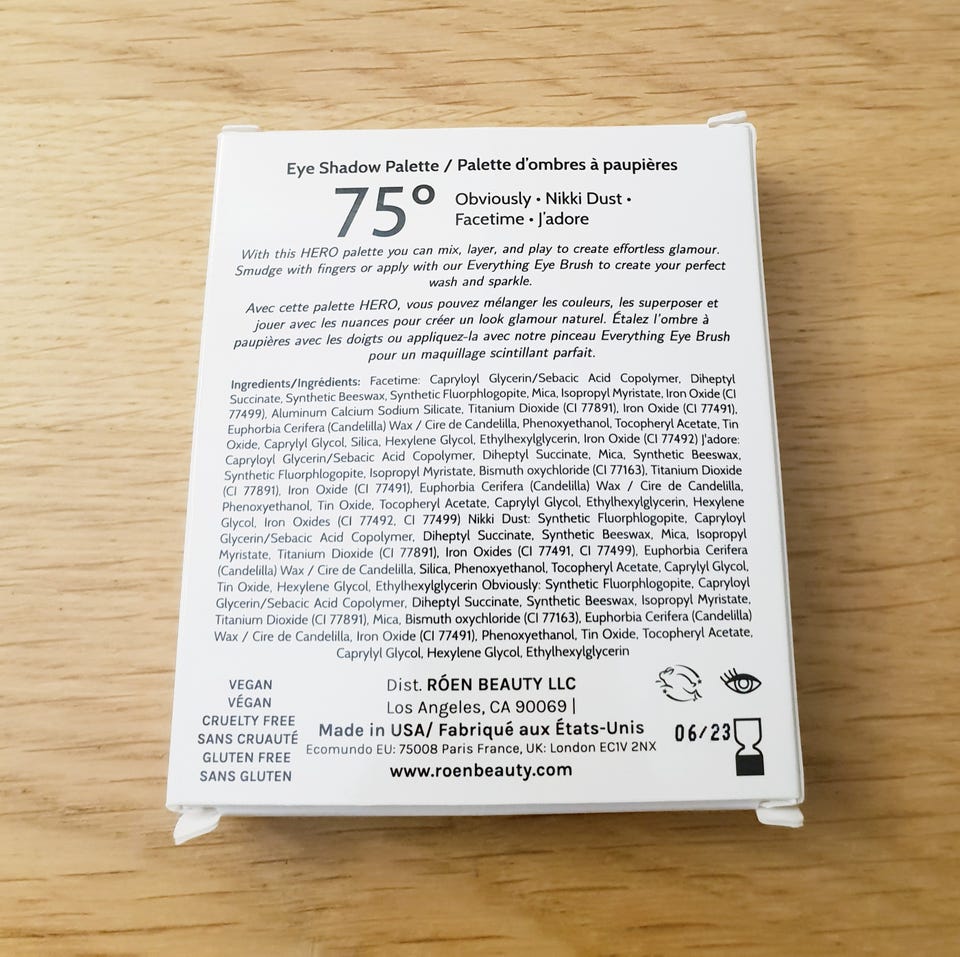 Eye Shadow Palette / Palette d'ombres à paupières
75° Obviously • Nikki Dust •
Facetime • J'adore
With this HERO palette you can mix, layer, and play to create effortless glamour.
Smudge with fingers or apply with our Everything Eye Brush to create your perfect
wash and sparkle.
Avec cette palette HERO, vous pouvez mélanger les couleurs, les superposer et
jouer avec les nuances pour créer un look glamour naturel. Étalez l'ombre à
paupières avec les doigts ou appliquez-la avec notre pinceau Everything Eye Brush
pour un maquillage scintillant parfait.
Ingredients/Ingrédients: Facetime: Capryloyl Glycerin/Sebacic Acid Copolymer, Diheptyl
Succinate, Synthetic Beeswax, Synthetic Fluorphlogopite, Mica, Isopropyl Myristate, Iron Oxide (CI
77499), Aluminum Calcium Sodium Silicate, Titanium Dioxide (CI 77891), Iron Oxide (CI 77491),
Euphorbia Cerifera (Candelilla) Wax / Cire de Candelilla, Phenoxyethanol, Tocopheryl Acetate, Tin
Oxide, Caprylyl Glycol, Silica, Hexylene Glycol, Ethylhexylglycerin, Iron Oxide (CI 77492) J'adore:
Capryloyl Glycerin/Sebacic Acid Copolymer, Diheptyl Succinate, Mica, Synthetic Beeswax,
Synthetic Fluorphlogopite, Isopropyl Myristate, Bismuth oxychloride (CI 77163), Titanium Dioxide
(CI 77891), Iron Oxide (CI 77491), Euphorbia Cerifera (Candelilla) Wax / Cire de Candelilla,
Phenoxyethanol, Tin Oxide, Tocopheryl Acetate, Caprylyl Glycol, Ethylhexylglycerin, Hexylene
Glycol, Iron Oxides (CI 77492, CI 77499) Nikki Dust: Synthetic Fluorphlogopite, Capryloyl
Glycerin/Sebacic Acid Copolymer, Diheptyl Succinate, Synthetic Beeswax, Mica, Isopropyl
Myristate, Titanium Dioxide (CI 77891), Iron Oxides (CI 77491, CI 77499), Euphorbia Cerifera
(Candelilla) Wax / Cire de Candelilla, Silica, Phenoxyethanol, Tocopheryl Acetate, Caprylyl Glycol,
Tin Oxide, Hexylene Glycol, Ethylhexylglycerin Obviously: Synthetic Fluorphlogopite, Capryloyl
Glycerin/Sebacic Acid Copolymer, Diheptyl Succinate, Synthetic Beeswax, Isopropyl Myristate,
Titanium Dioxide (CI 77891), Mica, Bismuth oxychloride (CI 77163), Euphorbia Cerifera (Candelilla)
Wax / Cire de Candelilla, Iron Oxide (CI 77491), Phenoxyethanol, Tin Oxide, Tocopheryl Acetate,
Caprylyl Glycol, Hexylene Glycol, Ethylhexylglycerin
VEGAN
VÉGAN
CRUELTY FREE
SANS CRUAUTÉ
GLUTEN FREE
SANS GLUTEN
Dist. RÓEN BEAUTY LLC
Los Angeles, CA 90069 |
Made in USA/ Fabriqué aux États-Unis
Ecomundo EU: 75008 Paris France, UK: London EC1V 2NX
www.roenbeauty.com
06/23